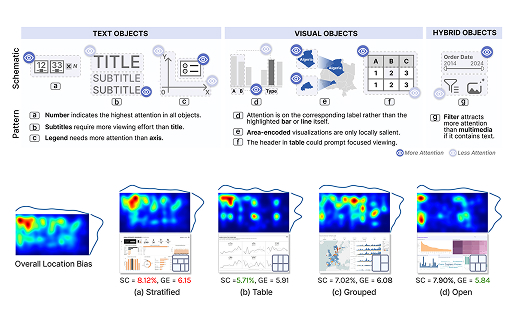 TEXT OBJECTS
VISUAL OBJECTS
HYBRID OBJECTS
Schematic
12 33 × N
a
TITLE
SUBTITLE
SUBTITLE
b
Y
X
c
A B
Type
d
Algeria
Algeria
e
A B C
1 2 3
1 2 3
f
Order Date
2014 2024
g
Pattern
a Number indicates the highest attention in all objects.
b Subtitles require more viewing effort than title.
c Legend needs more attention than axis.
d Attention is on the corresponding label rather than the
highlighted bar or line itself.
e Area-encoded visualizations are only locally salient.
f The header in table could prompt focused viewing.
g Filter attracts
more attention
than multimedia
if it contains text.
More Attention Less Attention
Overall Location Bias
SC = 8.12%, GE = 6.15
(a) Stratified
SC =5.71%, GE = 5.91
(b) Table
SC = 7.02%, GE = 6.08
(c) Grouped
SC = 7.90%, GE = 5.84
(d) Open